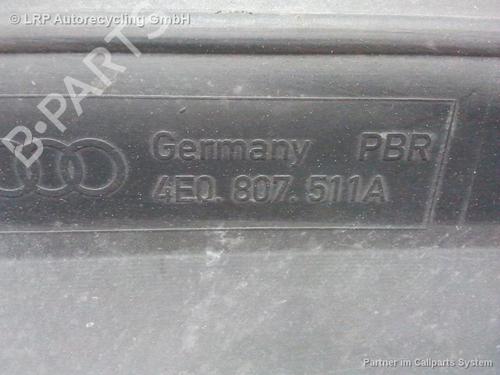 © LRP Autorecycling GmbH
B-PARTS
Germany PBR
4E0. 807. 511A
Partner im Callparts System